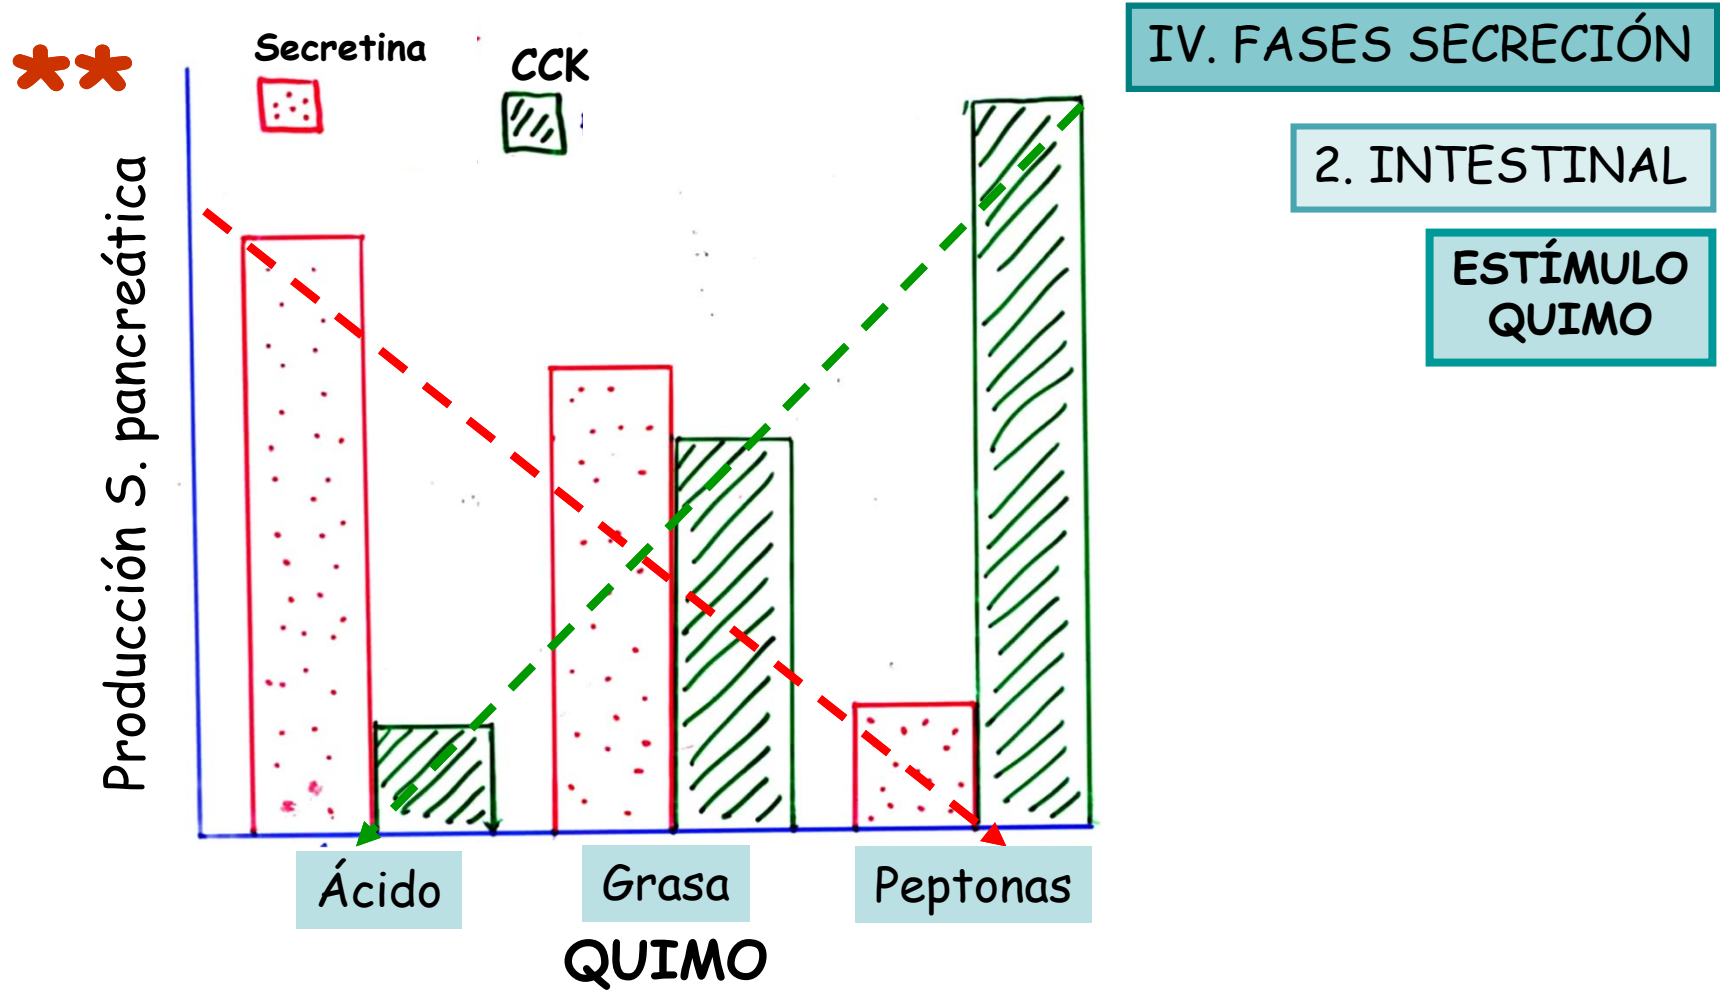 **
Secretina
CCK
IV. FASES SECRECIÓN
2. INTESTINAL
ESTÍMULO
QUIMO
Producción S. pancreática
Ácido
Grasa
Peptonas
QUIMO